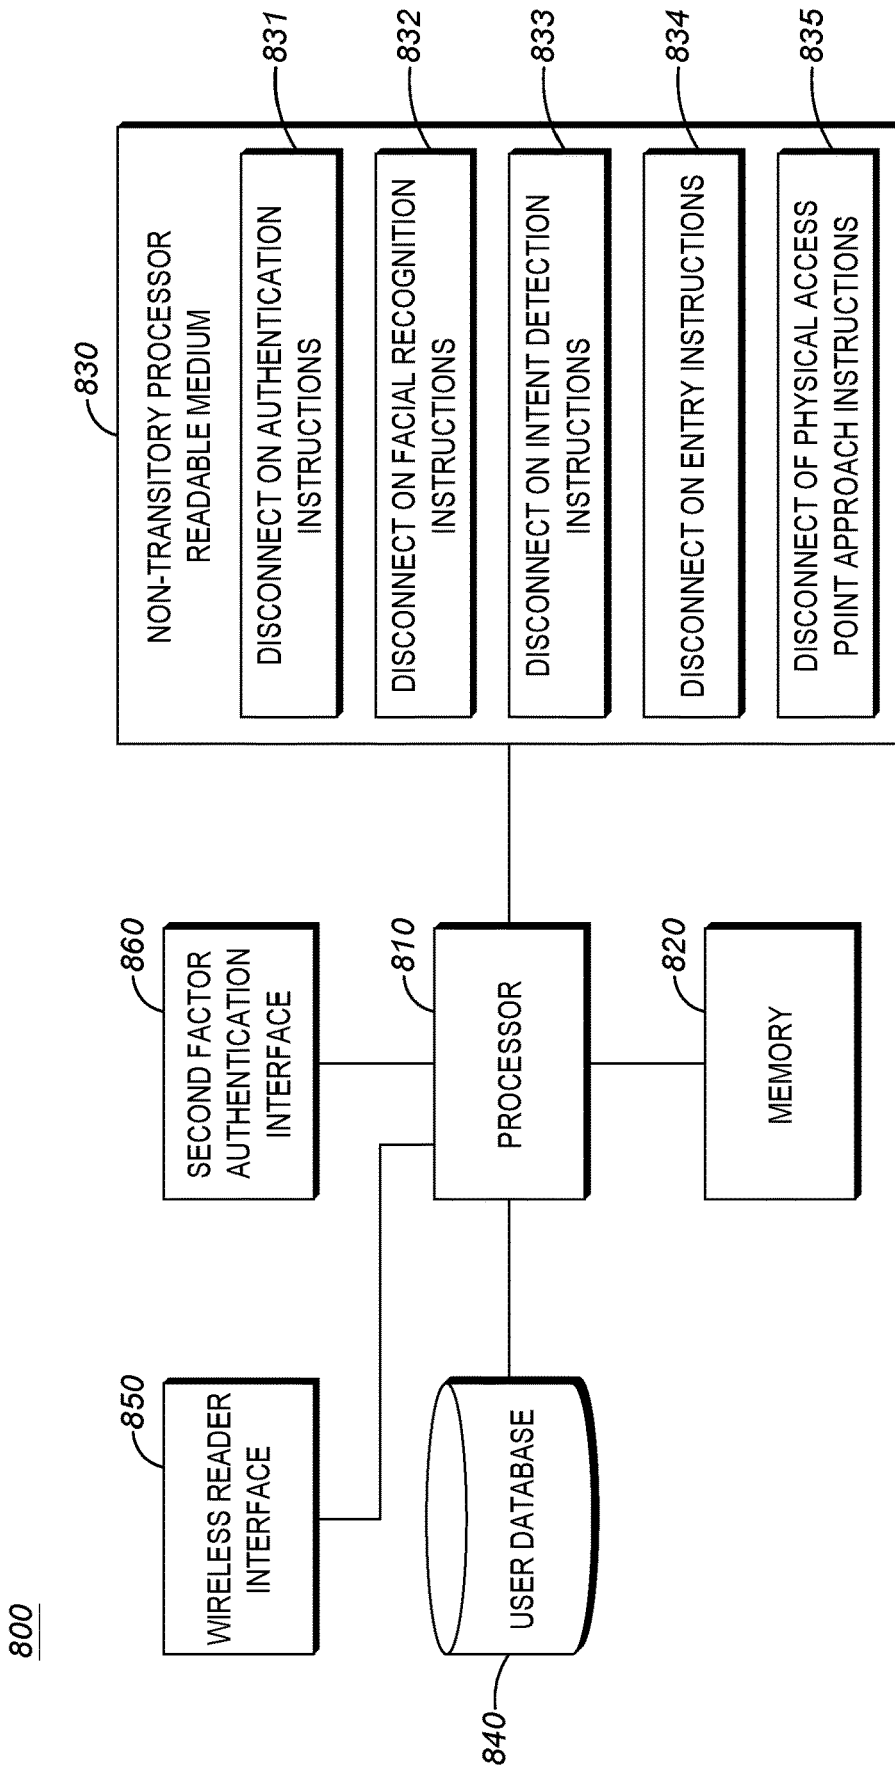 800
850
WIRELESS READER
INTERFACE
860
SECOND FACTOR
AUTHENTICATION
INTERFACE
840
USER DATABASE
810
PROCESSOR
820
MEMORY
830
NON-TRANSITORY PROCESSOR
READABLE MEDIUM
831
DISCONNECT ON AUTHENTICATION
INSTRUCTIONS
832
DISCONNECT ON FACIAL RECOGNITION
INSTRUCTIONS
833
DISCONNECT ON INTENT DETECTION
INSTRUCTIONS
834
DISCONNECT ON ENTRY INSTRUCTIONS
835
DISCONNECT OF PHYSICAL ACCESS
POINT APPROACH INSTRUCTIONS